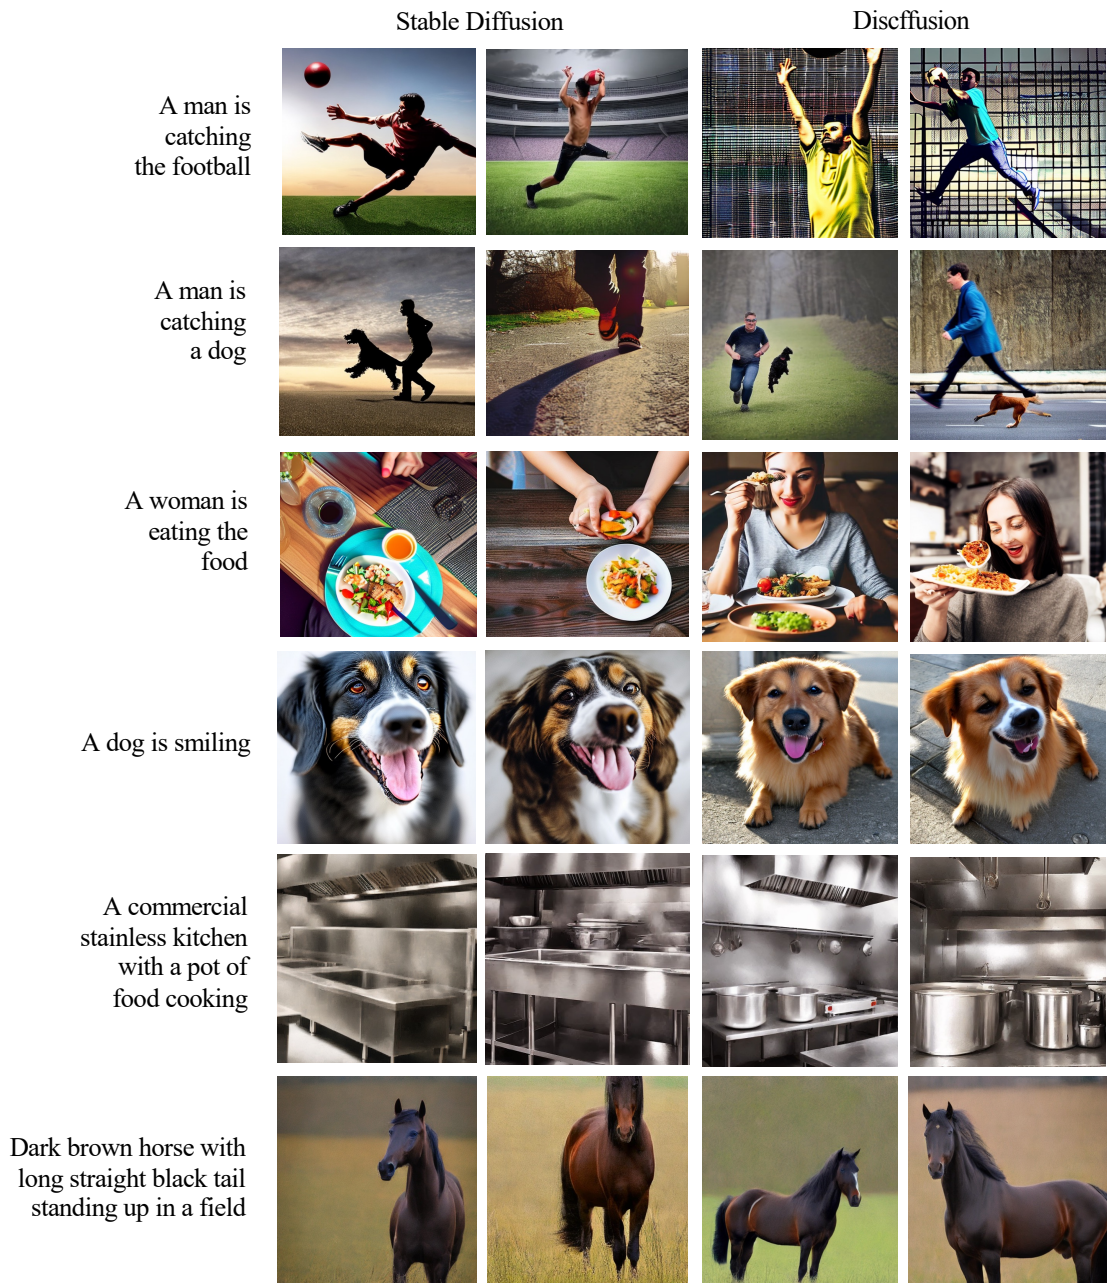 Stable Diffusion
Discffusion
A man is
catching
the football
A man is
catching
a dog
A woman is
eating the
food
A dog is smiling
A commercial
stainless kitchen
with a pot of
food cooking
Dark brown horse with
long straight black tail
standing up in a field